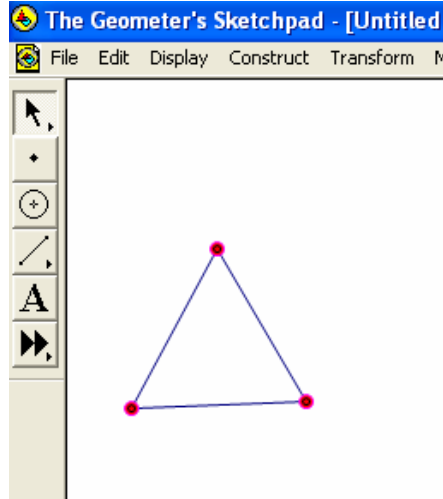 The Geometer's Sketchpad - [Untitled
File Edit Display Construct Transform M
A